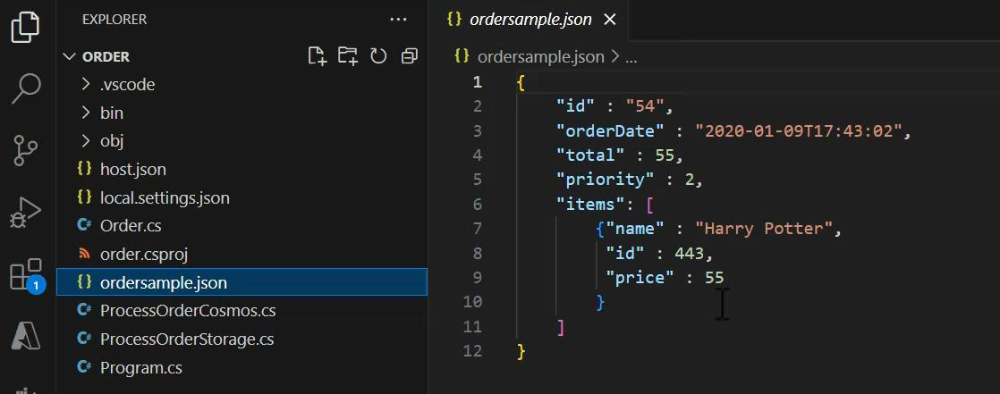 EXPLORER ...
ORDER
.vscode
bin
obj
{} host.json
{} local.settings.json
C# Order.cs
order.csproj
{} ordersample.json
C# ProcessOrderCosmos.cs
C# ProcessOrderStorage.cs
C# Program.cs
1
{} ordersample.json ×
{} ordersample.json > ...
1 {
2 "id" : "54",
3 "orderDate" : "2020-01-09T17:43:02",
4 "total" : 55,
5 "priority" : 2,
6 "items": [
7 {"name" : "Harry Potter",
8 "id" : 443,
9 "price" : 55
10 }
11 ]
12 }